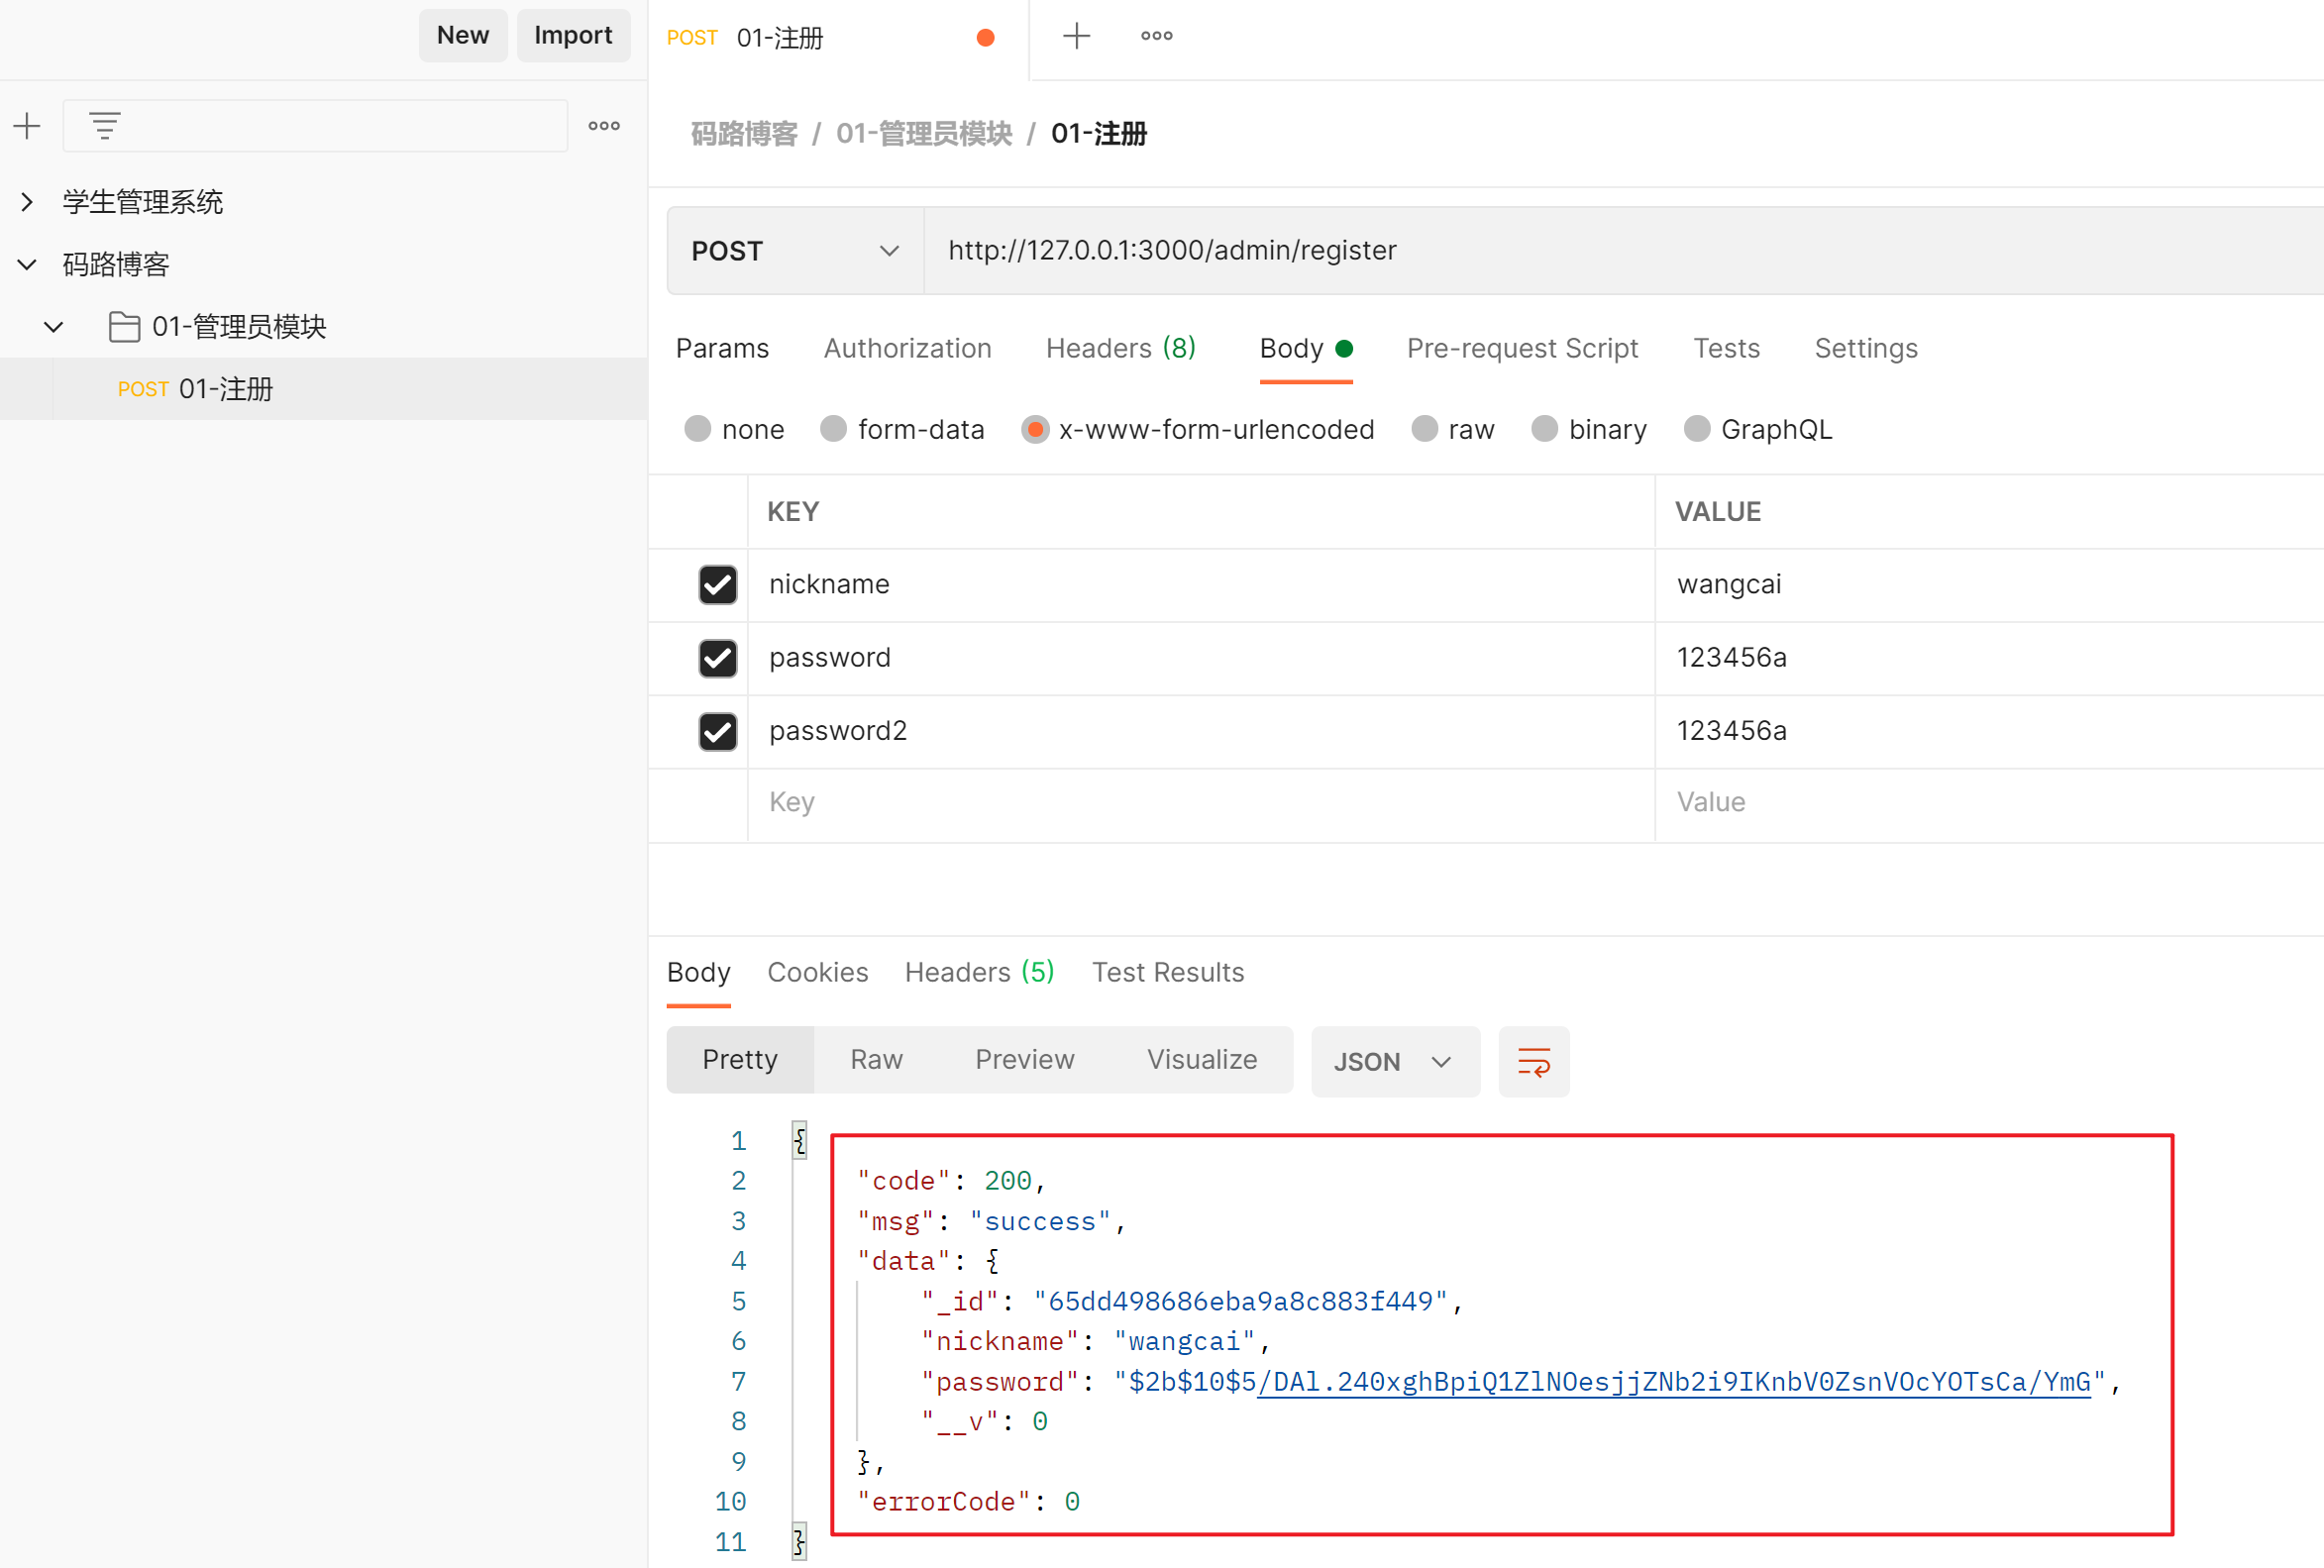 New Import
POST 01-注册
码路博客 / 01-管理员模块 / 01-注册
学生管理系统
码路博客
01-管理员模块
POST 01-注册
POST http://127.0.0.1:3000/admin/register
Params Authorization Headers (8) Body Pre-request Script Tests Settings
none form-data x-www-form-urlencoded raw binary GraphQL
KEY VALUE
nickname wangcai
password 123456a
password2 123456a
Key Value
Body Cookies Headers (5) Test Results
Pretty Raw Preview Visualize JSON
1 {
2 "code": 200,
3 "msg": "success",
4 "data": {
5 "_id": "65dd498686eba9a8c883f449",
6 "nickname": "wangcai",
7 "password": "$2b$10$5/DAl.240xghBpiQ1ZlNOesjjZNb2i9IKnbV0ZsnVOcYOTsCa/YmG",
8 "__v": 0
9 },
10 "errorCode": 0
11 }